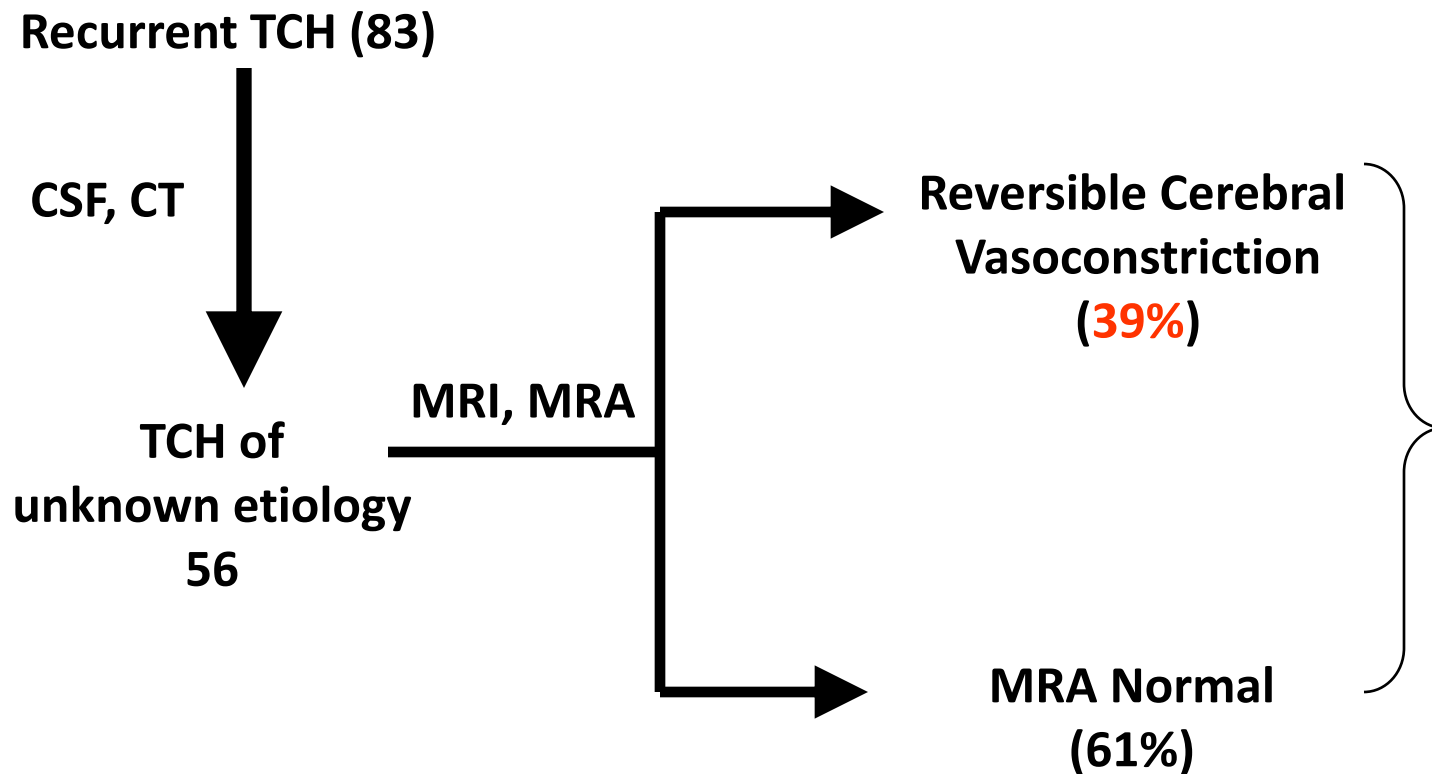 Recurrent TCH (83)
CSF, CT
TCH of
unknown etiology
56
MRI, MRA
Reversible Cerebral
Vasoconstriction
(39%)
MRA Normal
(61%)